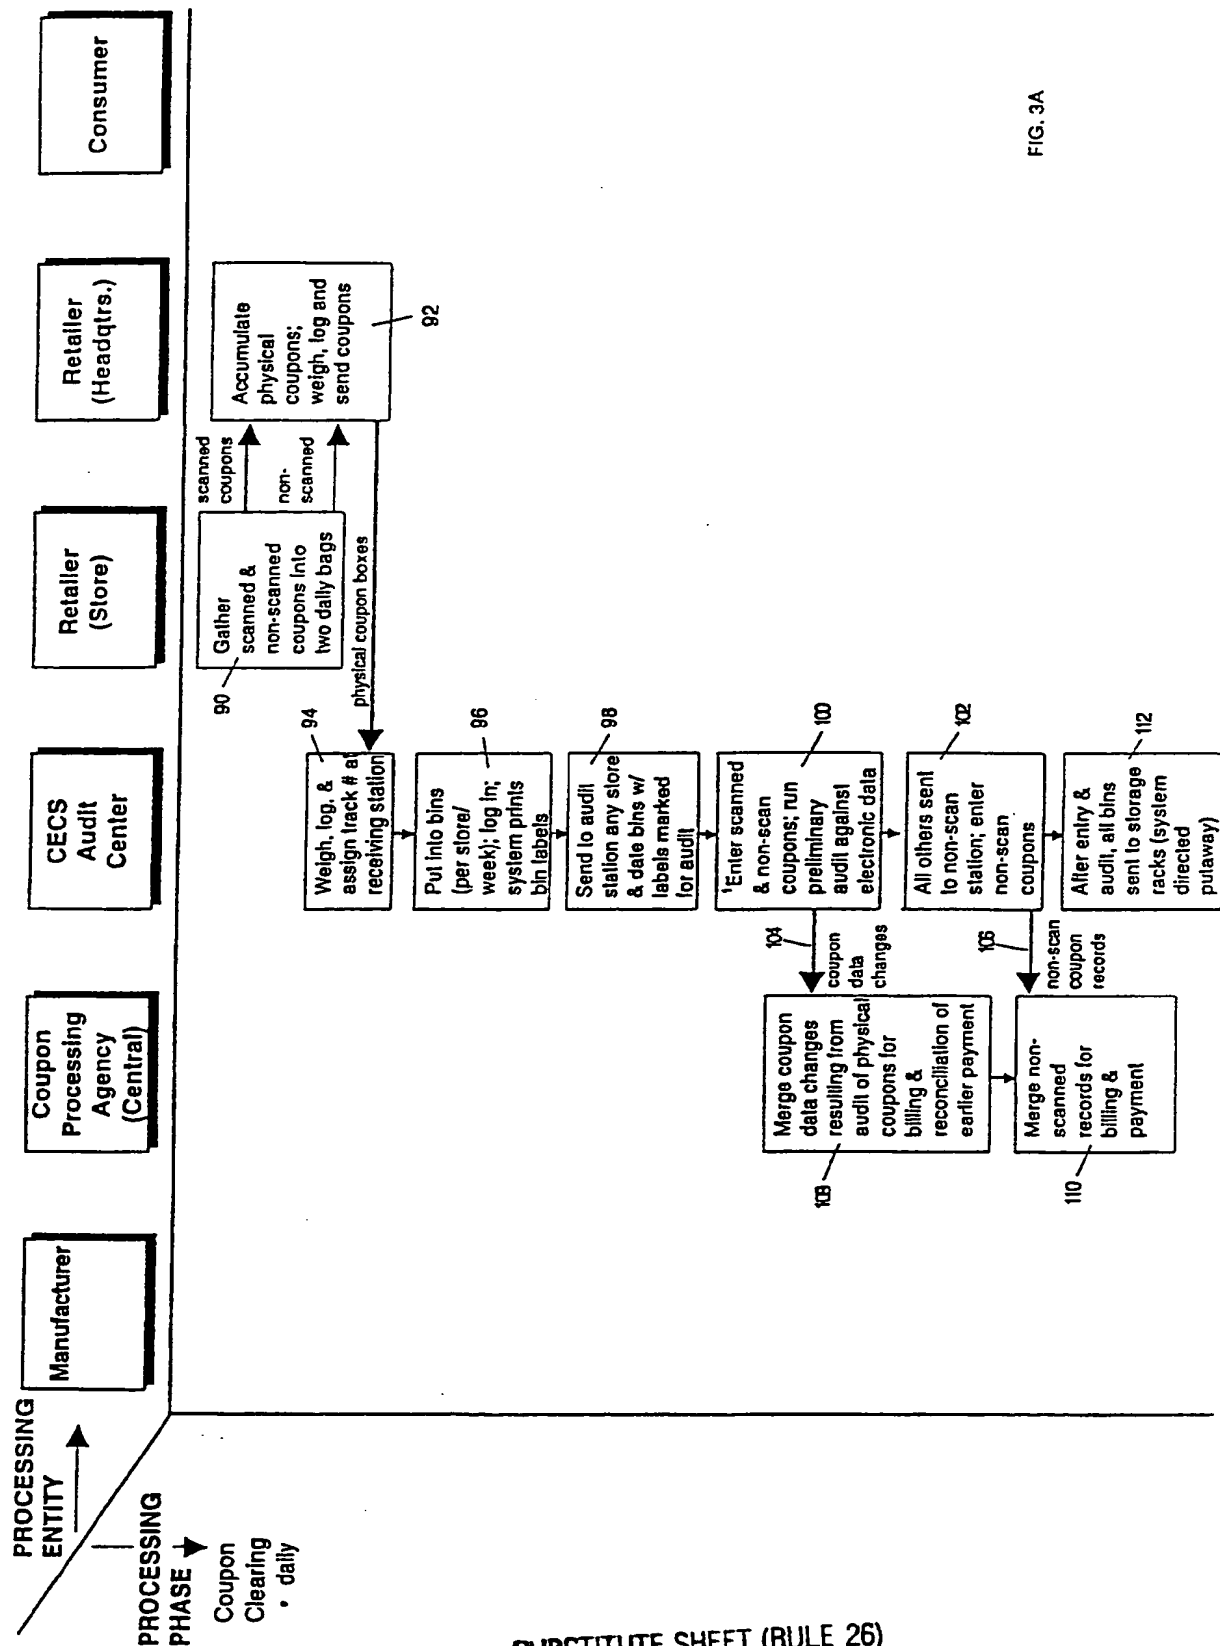 PROCESSING
ENTITY
PROCESSING
PHASE
Coupon
Clearing
• daily
Manufacturer
Coupon
Processing
Agency
(Central)
CECS
Audit
Center
Retailer
(Store)
Retailer
(Headqtrs.)
Consumer
Gather
scanned &
non-scanned
coupons into
two daily bags
90
scanned
coupons
non-
scanned
Accumulate
physical
coupons;
weigh, log and
send coupons
92
physical coupon boxes
94
Weigh, log, &
assign track # at
receiving station
96
Put into bins
(per store/
week); log in;
system prints
bin labels
98
Send to audit
station any store
& date bins w/
labels marked
for audit
100
Enter scanned
& non-scan
coupons; run
preliminary
audit against
electronic data
102
All others sent
to non-scan
station; enter
non-scan
coupons
112
After entry &
audit, all bins
sent to storage
racks (system
directed
putaway)
104
coupon
data
changes
106
non-scan
coupon
records
Merge coupon
data changes
resulting from
audit of physical
coupons for
billing &
reconciliation of
earlier payment
108
Merge non-
scanned
records for
billing &
payment
110
FIG. 3A
SUBSTITUTE SHEET (RULE 26)